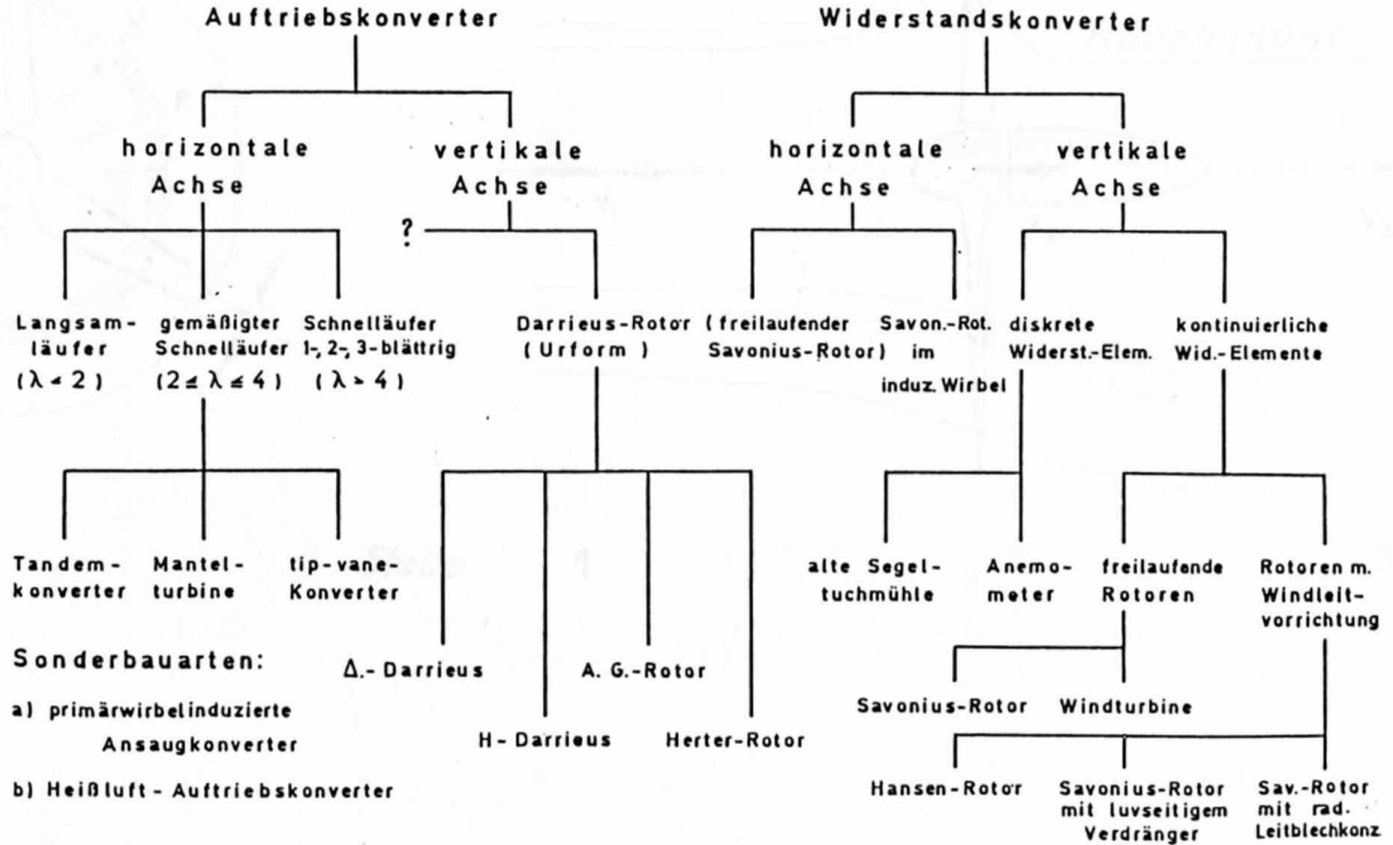 Auftriebskonverter
Widerstandskonverter
horizontale
Achse
vertikale
Achse
horizontale
Achse
vertikale
Achse
?
Langsam-
läufer
(λ < 2)
gemäßigter
Schnelläufer
(2 ≤ λ ≤ 4)
Schnelläufer
1-, 2-, 3-blättrig
(λ > 4)
Darrieus-Rotor
(Urform)
(freilaufender
Savonius-Rotor)
Savon.-Rot.
im
induz. Wirbel
diskrete
Widerst.-Elem.
kontinuierliche
Wid.-Elemente
Tandem-
konverter
Mantel-
turbine
tip-vane-
Konverter
alte Segel-
tuchmühle
Anemo-
meter
freilaufende
Rotoren
Rotoren m.
Windleit-
vorrichtung
Δ.-Darrieus
A. G.-Rotor
H-Darrieus
Herter-Rotor
Savonius-Rotor
Windturbine
Hansen-Rotor
Savonius-Rotor
mit luvseitigem
Verdränger
Sav.-Rotor
mit rad.
Leitblechkonz
Sonderbauarten:
a) primärwirbelinduzierte
Ansaugkonverter
b) Heißluft-Auftriebskonverter